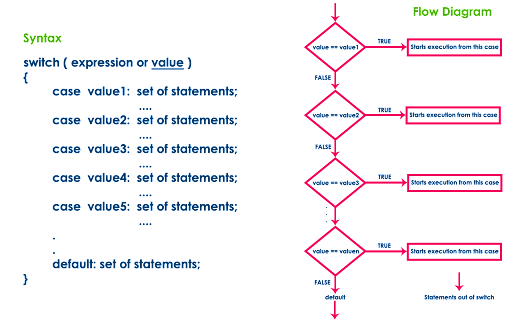 Syntax
switch ( expression or value )
{
case value1: set of statements;
....
case value2: set of statements;
....
case value3: set of statements;
....
case value4: set of statements;
....
case value5: set of statements;
....
.
.
default: set of statements;
}
Flow Diagram
value == value1
TRUE
Starts execution from this case
FALSE
value == value2
TRUE
Starts execution from this case
FALSE
value == value3
TRUE
Starts execution from this case
.
.
value == valuen
TRUE
Starts execution from this case
FALSE
default
Statements out of switch